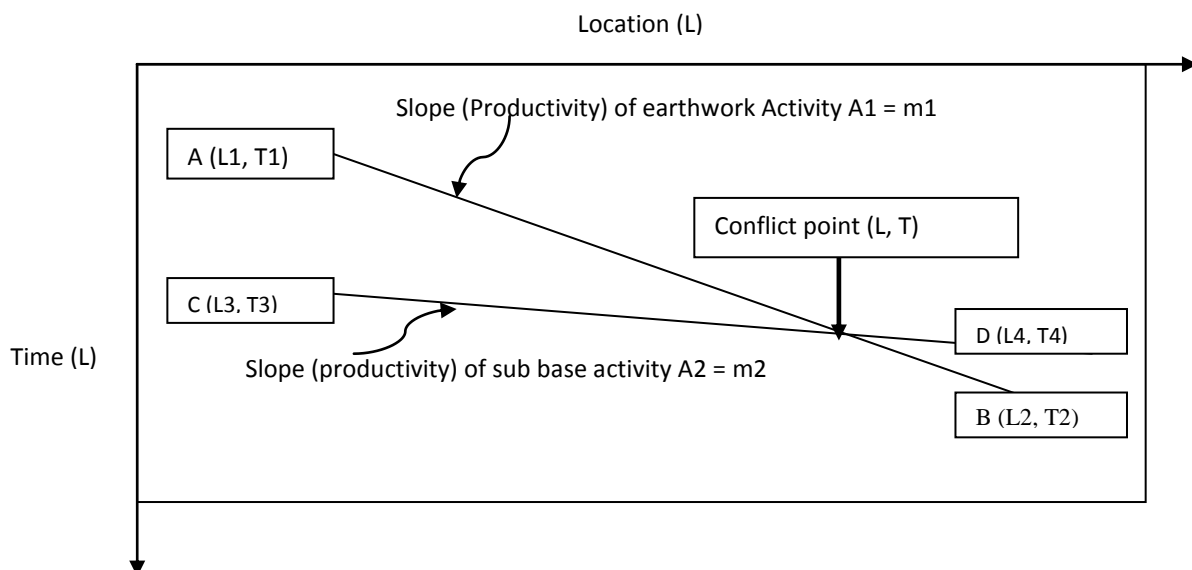 Location (L)
Slope (Productivity) of earthwork Activity A1 = m1
A (L1, T1)
Conflict point (L, T)
C (L3, T3)
D (L4, T4)
Time (L)
Slope (productivity) of sub base activity A2 = m2
B (L2, T2)